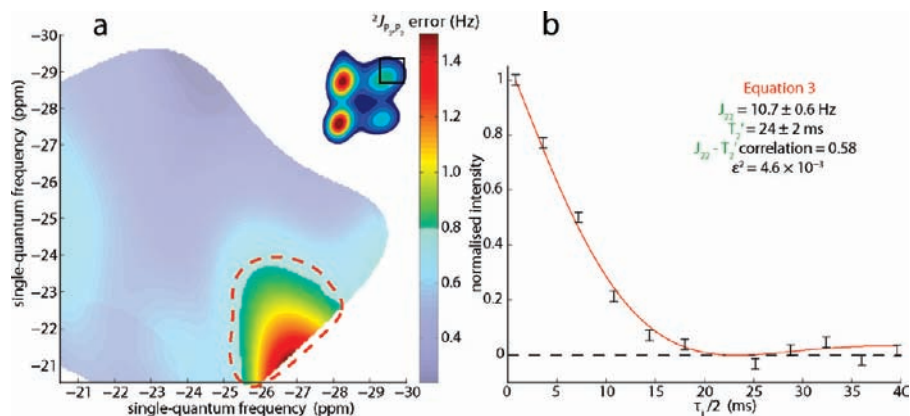 a
²J_P₂,P₂ error (Hz)
single-quantum frequency (ppm)
−30
−29
−28
−27
−26
−25
−24
−23
−22
−21
−21 −22 −23 −24 −25 −26 −27 −28 −29 −30
single-quantum frequency (ppm)
1.4
1.2
1.0
0.8
0.6
0.4
b
normalised intensity
1
0.8
0.6
0.4
0.2
0
0 5 10 15 20 25 30 35 40
τⱼ/2 (ms)
Equation 3
J₂₂ = 10.7 ± 0.6 Hz
T₂' = 24 ± 2 ms
J₂₂ - T₂' correlation = 0.58
ε² = 4.6 × 10⁻³